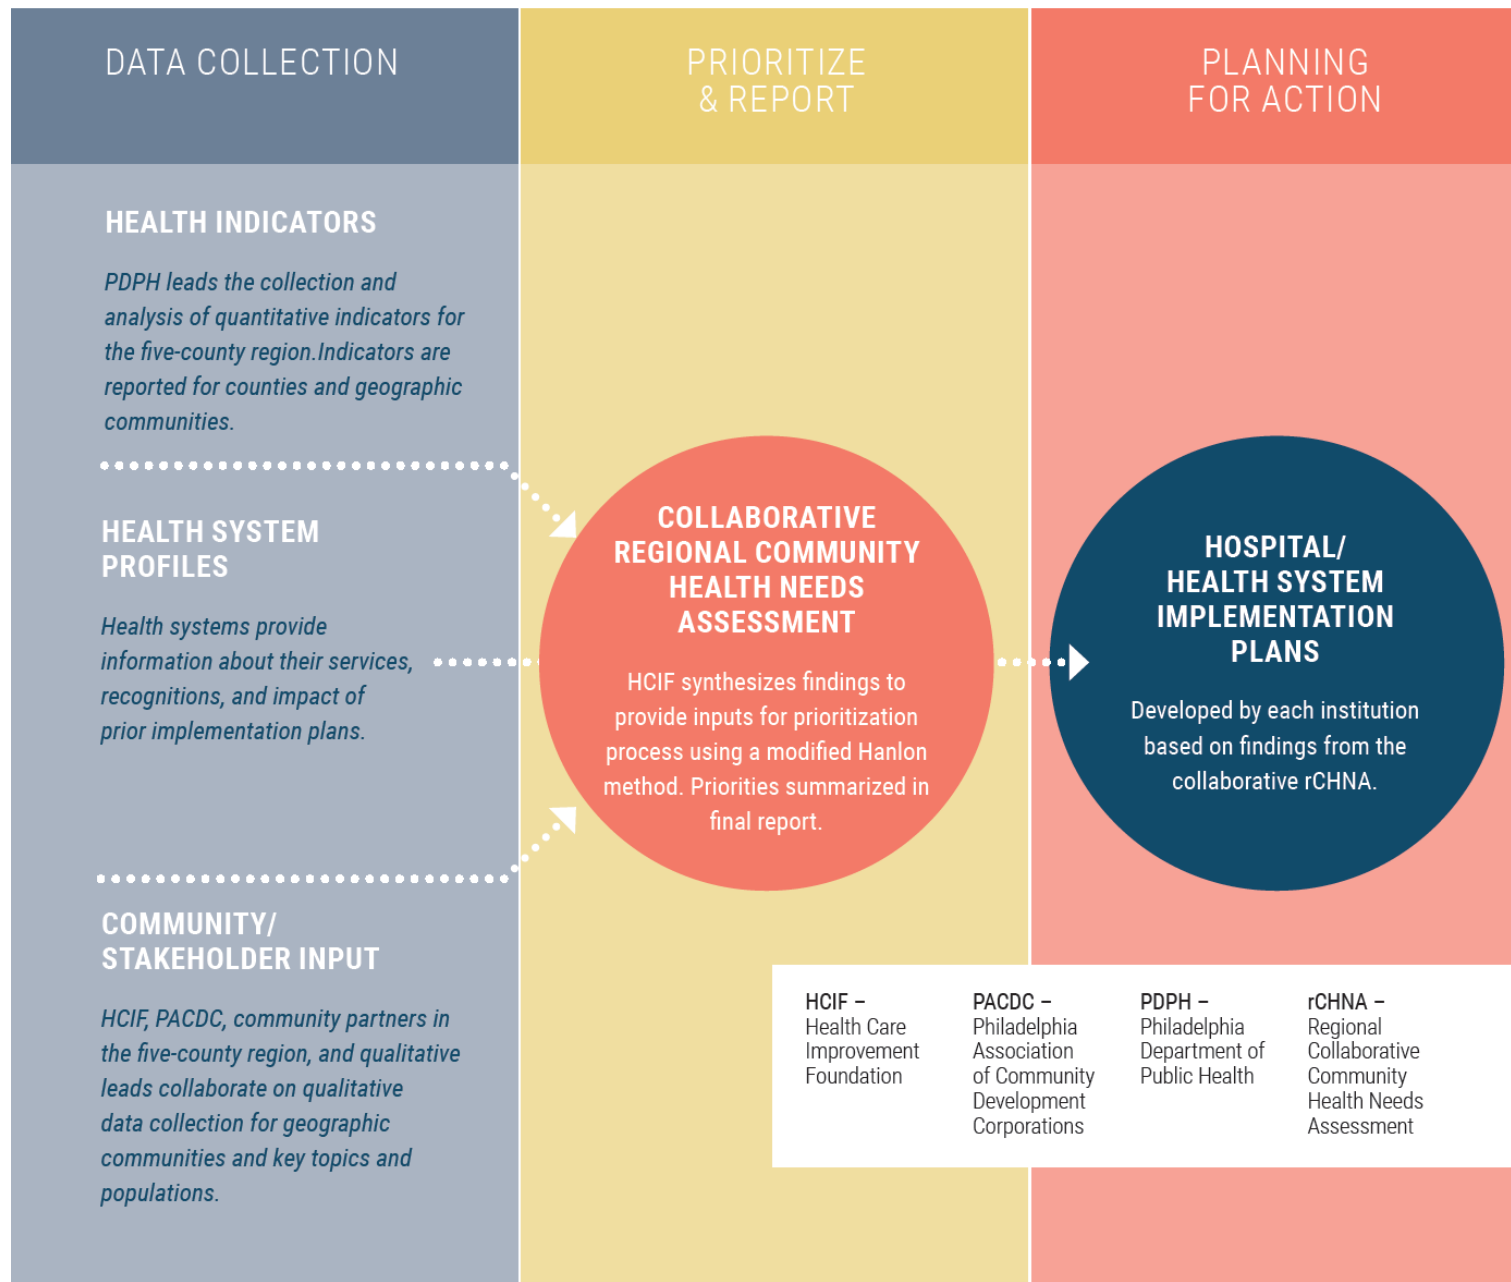 DATA COLLECTION
HEALTH INDICATORS
PDPH leads the collection and
analysis of quantitative indicators for
the five-county region.Indicators are
reported for counties and geographic
communities.
HEALTH SYSTEM
PROFILES
Health systems provide
information about their services,
recognitions, and impact of
prior implementation plans.
COMMUNITY/
STAKEHOLDER INPUT
HCIF, PACDC, community partners in
the five-county region, and qualitative
leads collaborate on qualitative
data collection for geographic
communities and key topics and
populations.
PRIORITIZE
& REPORT
COLLABORATIVE
REGIONAL COMMUNITY
HEALTH NEEDS
ASSESSMENT
HCIF synthesizes findings to
provide inputs for prioritization
process using a modified Hanlon
method. Priorities summarized in
final report.
PLANNING
FOR ACTION
HOSPITAL/
HEALTH SYSTEM
IMPLEMENTATION
PLANS
Developed by each institution
based on findings from the
collaborative rCHNA.
HCIF –
Health Care
Improvement
Foundation
PACDC –
Philadelphia
Association
of Community
Development
Corporations
PDPH –
Philadelphia
Department of
Public Health
rCHNA –
Regional
Collaborative
Community
Health Needs
Assessment